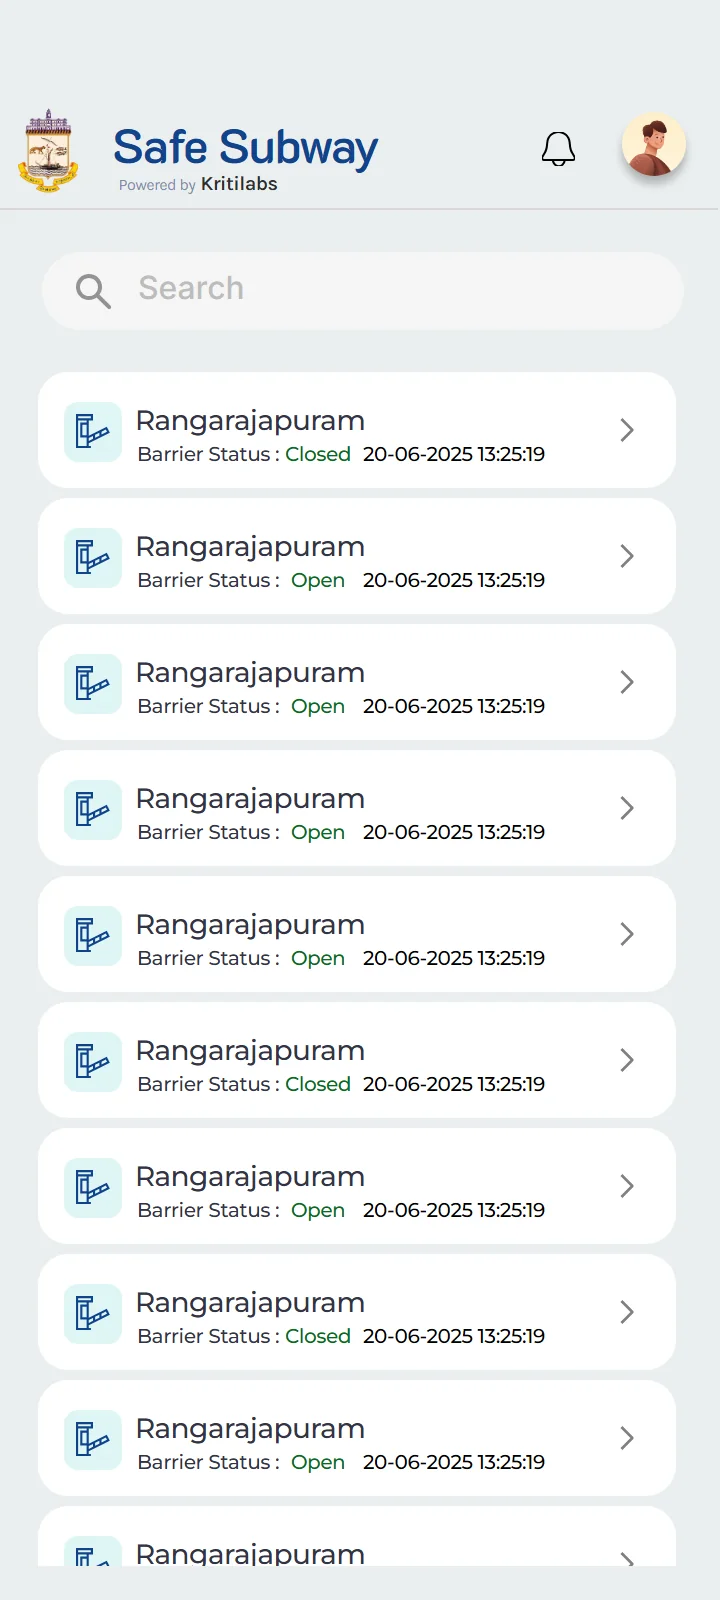 Safe Subway
Powered by Kritilabs
Search
Rangarajapuram
Barrier Status : Closed 20-06-2025 13:25:19
Rangarajapuram
Barrier Status : Open 20-06-2025 13:25:19
Rangarajapuram
Barrier Status : Open 20-06-2025 13:25:19
Rangarajapuram
Barrier Status : Open 20-06-2025 13:25:19
Rangarajapuram
Barrier Status : Open 20-06-2025 13:25:19
Rangarajapuram
Barrier Status : Closed 20-06-2025 13:25:19
Rangarajapuram
Barrier Status : Open 20-06-2025 13:25:19
Rangarajapuram
Barrier Status : Closed 20-06-2025 13:25:19
Rangarajapuram
Barrier Status : Open 20-06-2025 13:25:19
Rangarajapuram